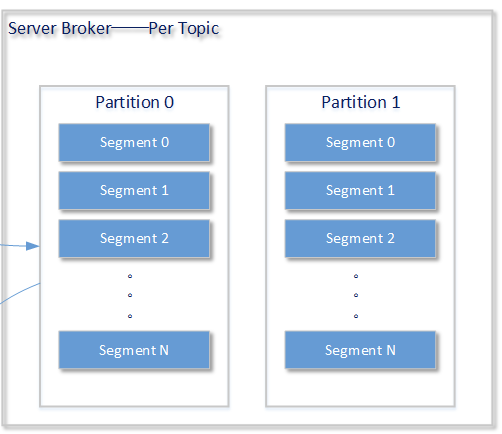 Server Broker——Per Topic
Partition 0
Segment 0
Segment 1
Segment 2
Segment N
Partition 1
Segment 0
Segment 1
Segment 2
Segment N